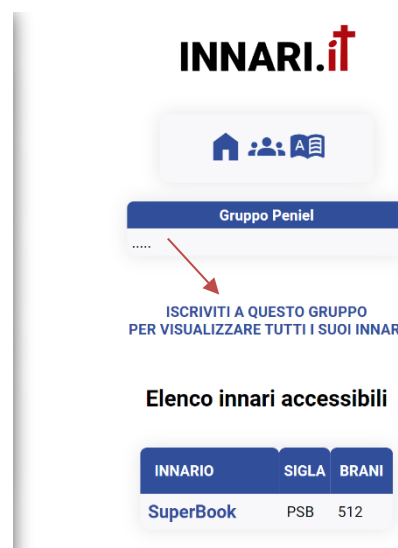 INNARI.it
A
Gruppo Peniel
.....
ISCRIVITI A QUESTO GRUPPO
PER VISUALIZZARE TUTTI I SUOI INNAR
Elenco innari accessibili
INNARIO SIGLA BRANI
SuperBook PSB 512